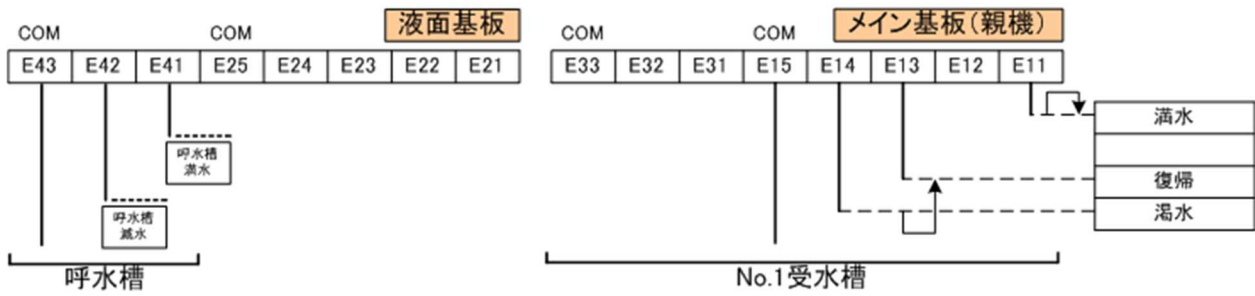 COM COM 液面基板
E43 E42 E41 E25 E24 E23 E22 E21
呼水槽
満水
呼水槽
減水
呼水槽
COM COM メイン基板(親機)
E33 E32 E31 E15 E14 E13 E12 E11
満水
復帰
渇水
No.1受水槽